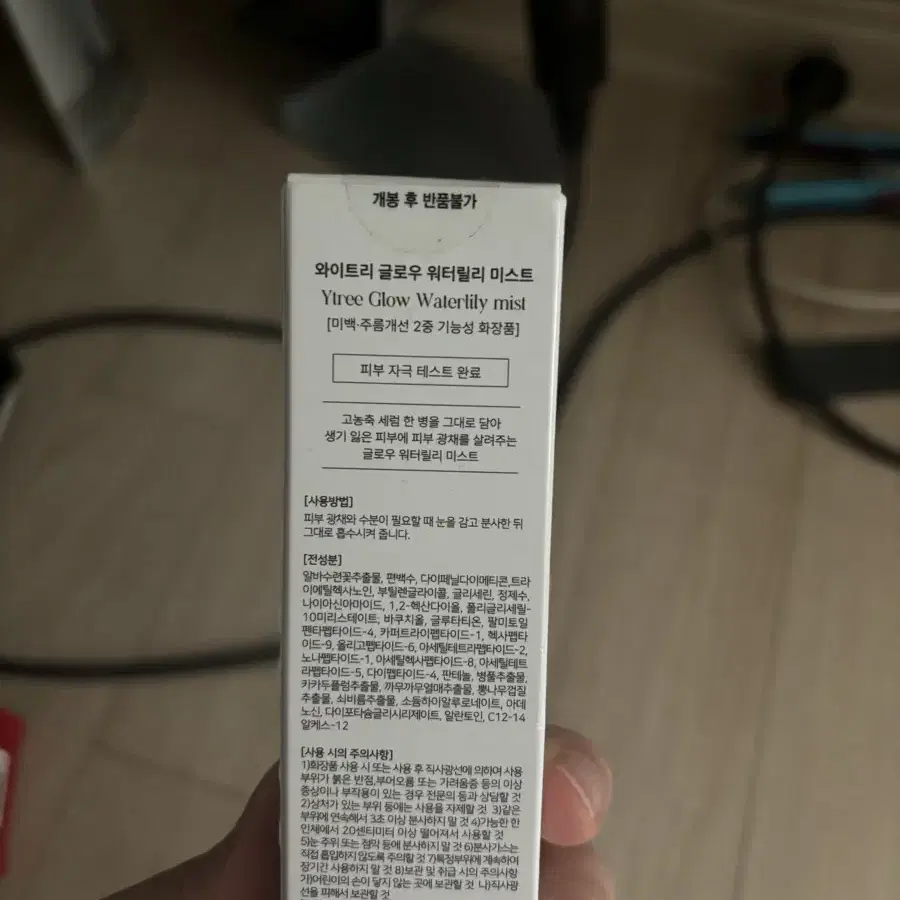 개봉 후 반품불가
와이트리 글로우 워터릴리 미스트
Ytree Glow Waterlily mist
[미백·주름개선 2중 기능성 화장품]
피부 자극 테스트 완료
고농축 세럼 한 병을 그대로 담아
생기 잃은 피부에 피부 광채를 살려주는
글로우 워터릴리 미스트
[사용방법]
피부 광채와 수분이 필요할 때 눈을 감고 분사한 뒤
그대로 흡수시켜 줍니다.
[전성분]
알바수련꽃추출물, 편백수, 다이페닐다이메티콘,트라
이에틸헥사노인, 부틸렌글라이콜, 글리세린, 정제수,
나이아신아마이드, 1,2-헥산다이올, 폴리글리세릴-
10미리스테이트, 바쿠치올, 글루타티온, 팔미토일
펜타펩타이드-4, 카퍼트라이펩타이드-1, 헥사펩타
이드-9, 올리고펩타이드-6, 아세틸테트라펩타이드-2,
노나펩타이드-1, 아세틸헥사펩타이드-8, 아세틸테트
라펩타이드-5, 다이펩타이드-4, 판테놀, 병풀추출물,
카카두플럼추출물, 까무까무열매추출물, 뽕나무껍질
추출물, 쇠비름추출물, 소듐하이알루로네이트, 아데
노신, 다이포타슘글리시리제이트, 알란토인, C12-14
알케스-12
[사용 시의 주의사항]
1)화장품 사용 시 또는 사용 후 직사광선에 의하여 사용
부위가 붉은 반점,부어오름 또는 가려움증 등의 이상
증상이나 부작용이 있는 경우 전문의 등과 상담할 것
2)상처가 있는 부위 등에는 사용을 자제할 것 3)같은
부위에 연속해서 3초 이상 분사하지 말 것 4)가능한 한
인체에서 20센티미터 이상 떨어져서 사용할 것
5)눈 주위 또는 점막 등에 분사하지 말 것 6)분사가스는
직접 흡입하지 않도록 주의할 것 7)특정부위에 계속하여
장기간 사용하지 말 것 8)보관 및 취급 시의 주의사항
가)어린이의 손이 닿지 않는 곳에 보관할 것 나)직사광
선을 피해서 보관할 것